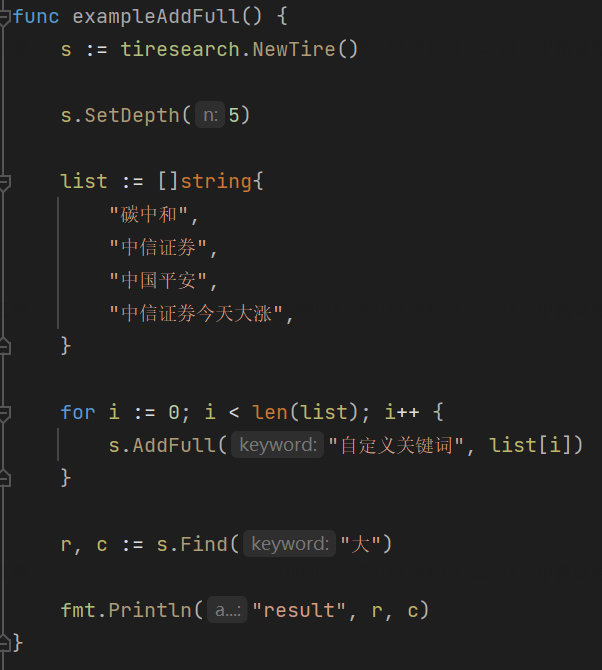 func exampleAddFull() {
    s := tiresearch.NewTire()

    s.SetDepth( n: 5)

    list := []string{
        "碳中和",
        "中信证券",
        "中国平安",
        "中信证券今天大涨",
    }

    for i := 0; i < len(list); i++ {
        s.AddFull( keyword: "自定义关键词", list[i])
    }

    r, c := s.Find( keyword: "大")

    fmt.Println( a...: "result", r, c)
}